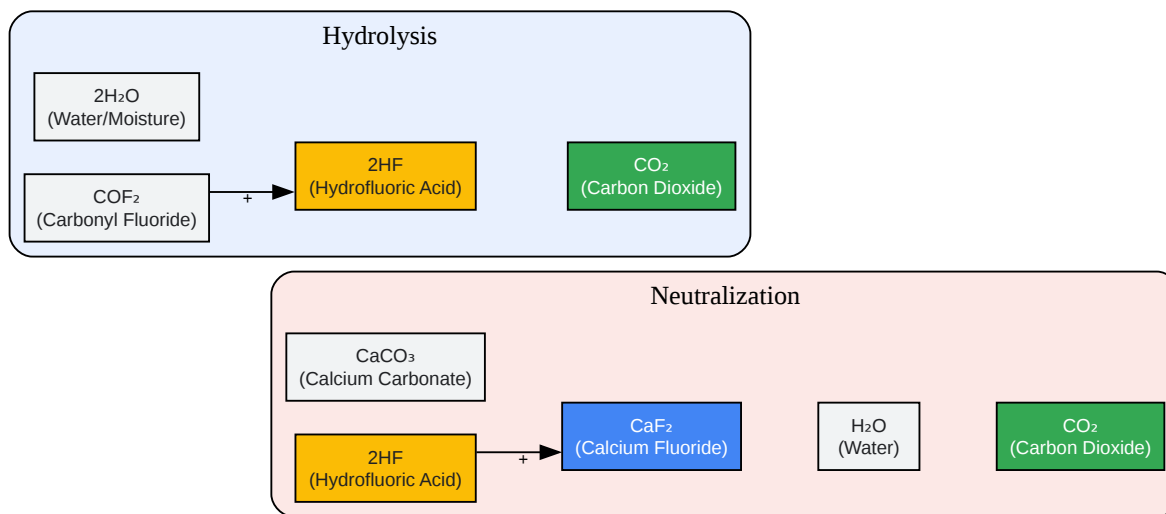 Hydrolysis
2H₂O
(Water/Moisture)
COF₂
(Carbonyl Fluoride)
+
2HF
(Hydrofluoric Acid)
CO₂
(Carbon Dioxide)
Neutralization
CaCO₃
(Calcium Carbonate)
2HF
(Hydrofluoric Acid)
+
CaF₂
(Calcium Fluoride)
H₂O
(Water)
CO₂
(Carbon Dioxide)